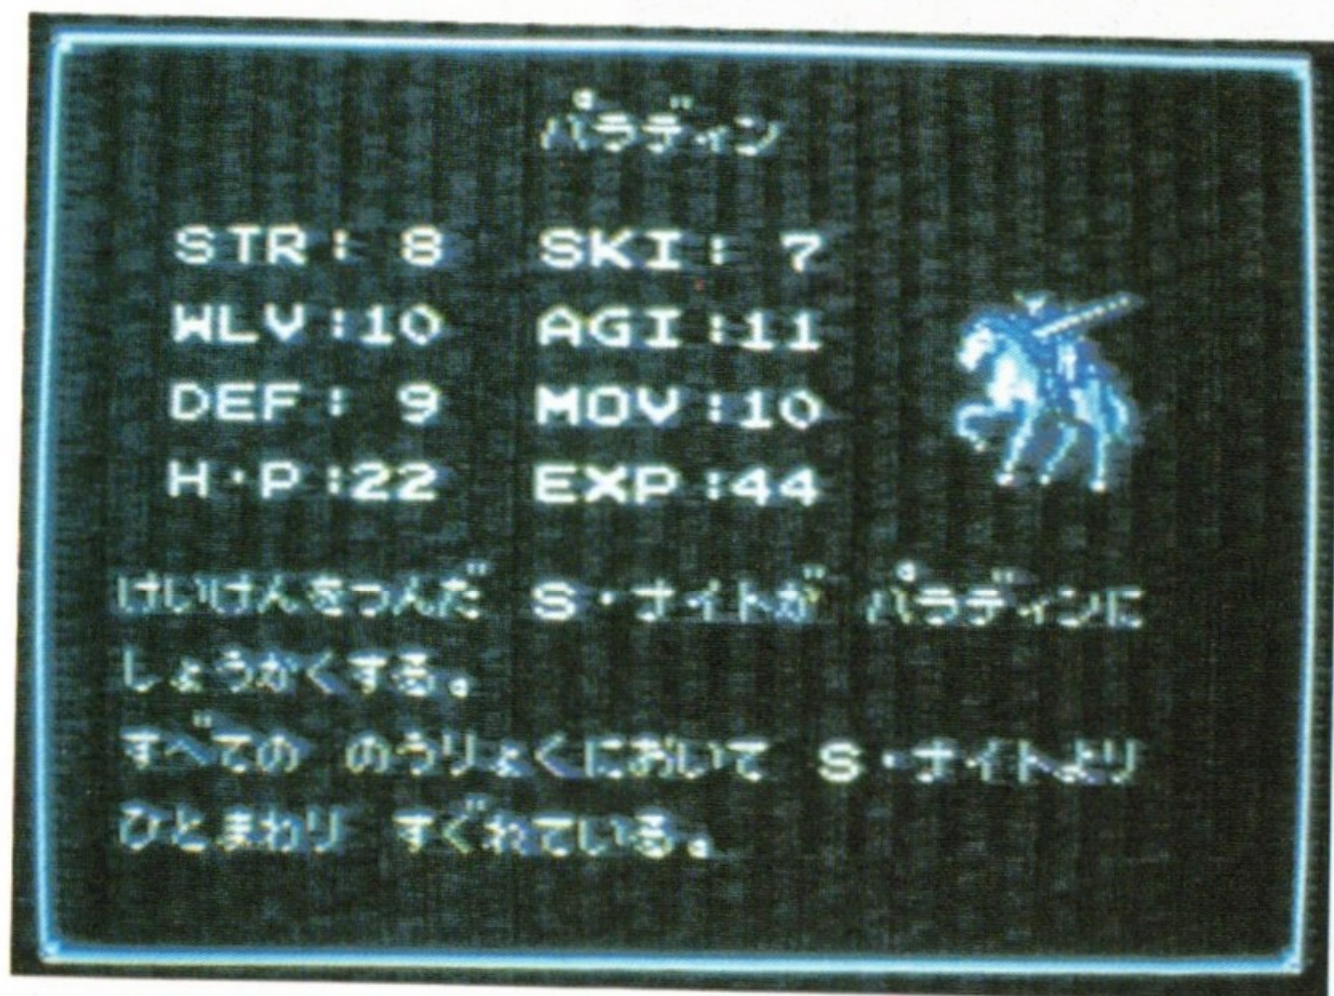 パラディン
STR: 8 SKI: 7
WLV:10 AGI:11
DEF: 9 MOV:10
H·P:22 EXP:44
けいけんをつんだ S·ナイトが パラディンに
しょうかくする。
すべての のうりょくにおいて S·ナイトより
ひとまわり すぐれている。